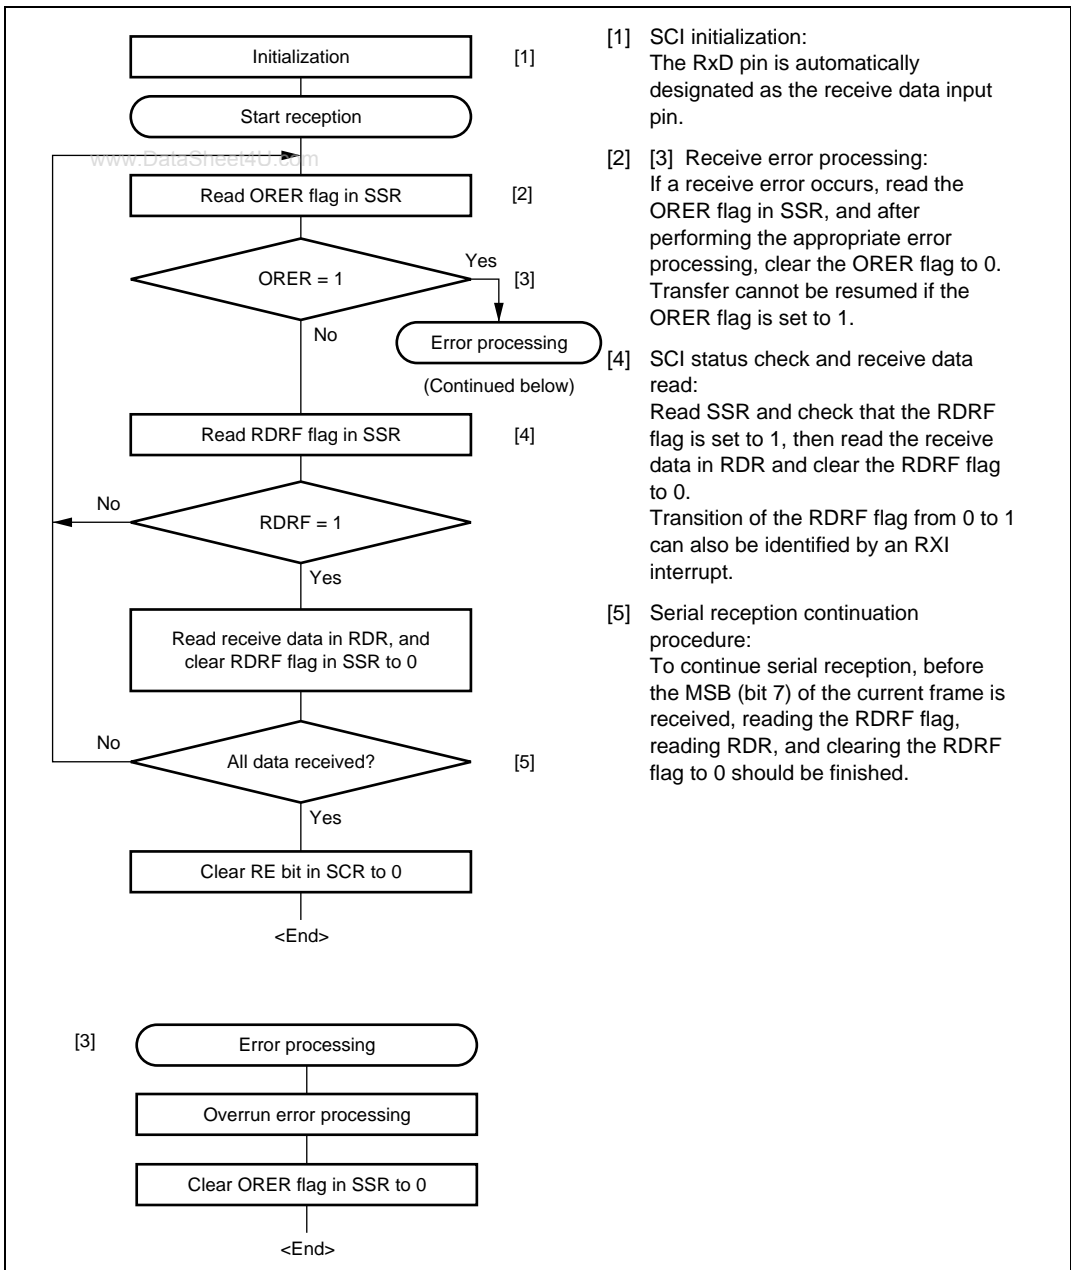 Initialization
[1]
Start reception
www.DataSheet4U.com
Read ORER flag in SSR
[2]
ORER = 1
Yes
[3]
No
Error processing
(Continued below)
Read RDRF flag in SSR
[4]
No
RDRF = 1
Yes
Read receive data in RDR, and
clear RDRF flag in SSR to 0
No
All data received?
[5]
Yes
Clear RE bit in SCR to 0
<End>
[3]
Error processing
Overrun error processing
Clear ORER flag in SSR to 0
<End>
[1] SCI initialization:
The RxD pin is automatically
designated as the receive data input
pin.
[2] [3] Receive error processing:
If a receive error occurs, read the
ORER flag in SSR, and after
performing the appropriate error
processing, clear the ORER flag to 0.
Transfer cannot be resumed if the
ORER flag is set to 1.
[4] SCI status check and receive data
read:
Read SSR and check that the RDRF
flag is set to 1, then read the receive
data in RDR and clear the RDRF flag
to 0.
Transition of the RDRF flag from 0 to 1
can also be identified by an RXI
interrupt.
[5] Serial reception continuation
procedure:
To continue serial reception, before
the MSB (bit 7) of the current frame is
received, reading the RDRF flag,
reading RDR, and clearing the RDRF
flag to 0 should be finished.